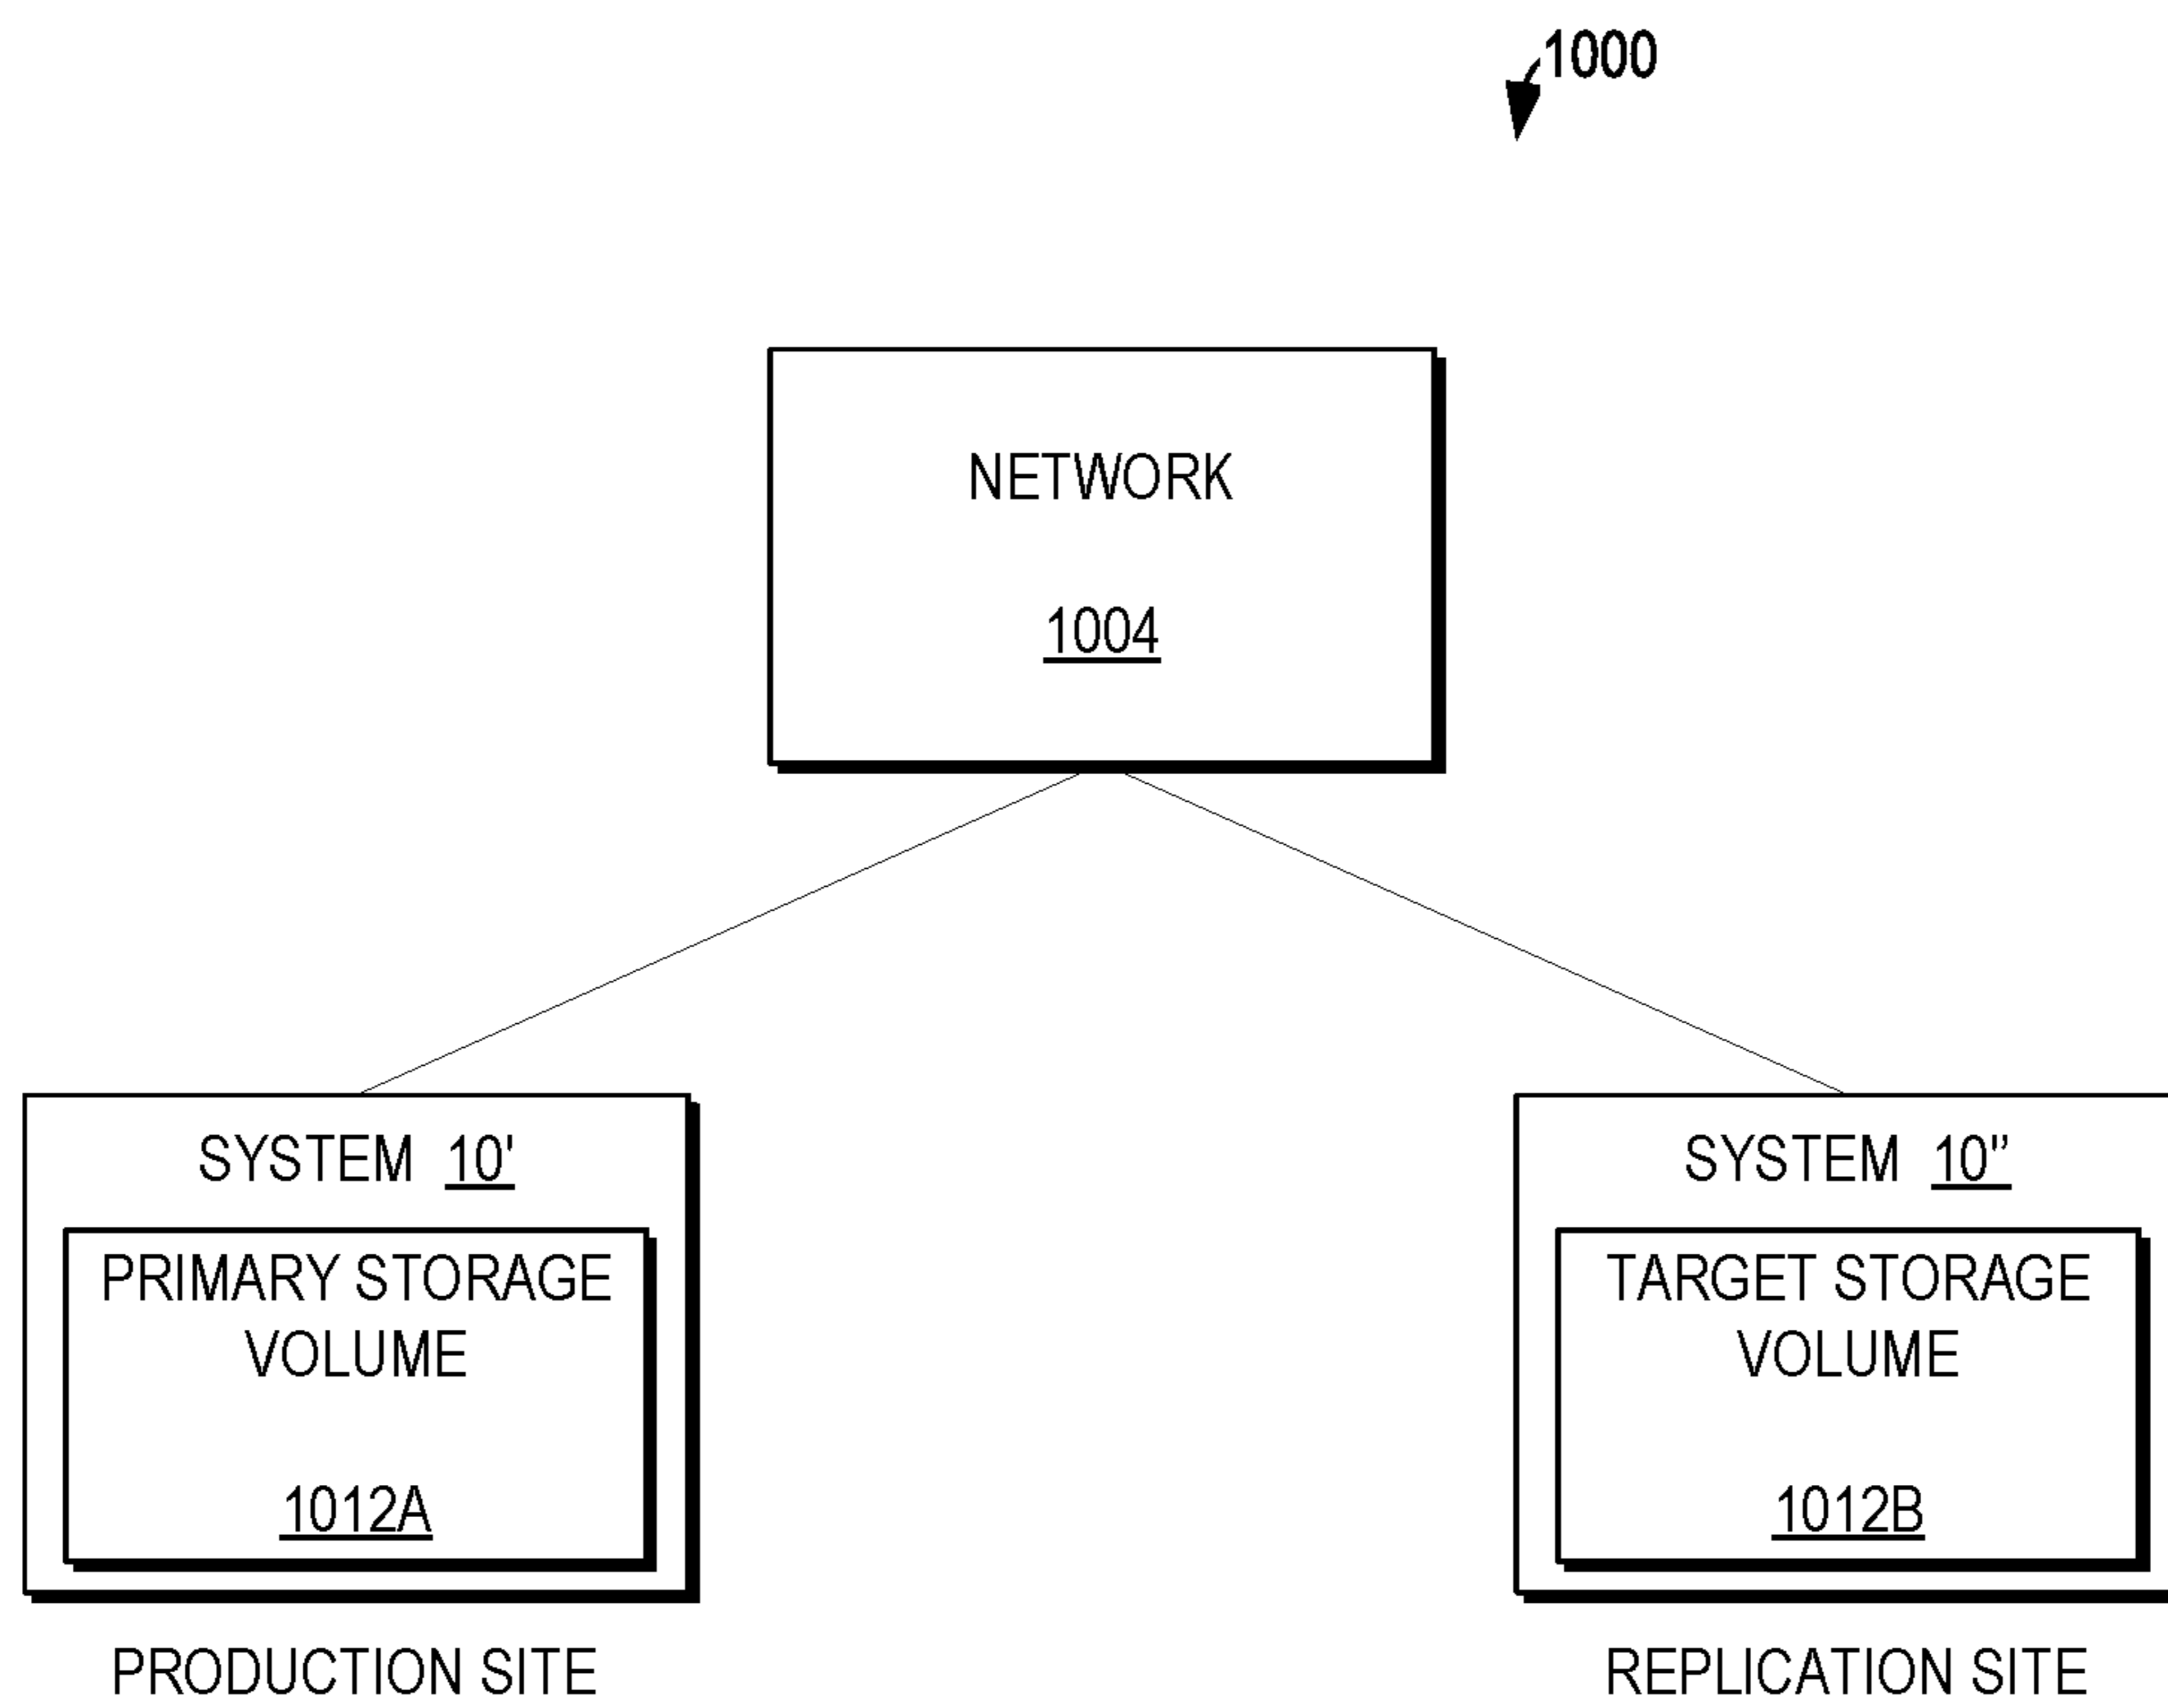 1000
NETWORK
1004
SYSTEM 10'
PRIMARY STORAGE
VOLUME
1012A
PRODUCTION SITE
SYSTEM 10"
TARGET STORAGE
VOLUME
1012B
REPLICATION SITE